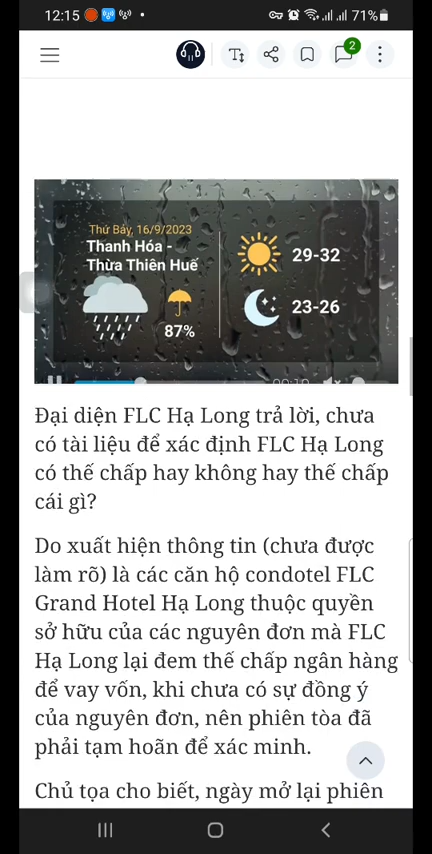 12:15
71%
2
Thứ Bảy, 16/9/2023
Thanh Hóa -
Thừa Thiên Huế
87%
29-32
23-26
Đại diện FLC Hạ Long trả lời, chưa
có tài liệu để xác định FLC Hạ Long
có thế chấp hay không hay thế chấp
cái gì?
Do xuất hiện thông tin (chưa được
làm rõ) là các căn hộ condotel FLC
Grand Hotel Hạ Long thuộc quyền
sở hữu của các nguyên đơn mà FLC
Hạ Long lại đem thế chấp ngân hàng
để vay vốn, khi chưa có sự đồng ý
của nguyên đơn, nên phiên tòa đã
phải tạm hoãn để xác minh.
Chủ tọa cho biết, ngày mở lại phiên